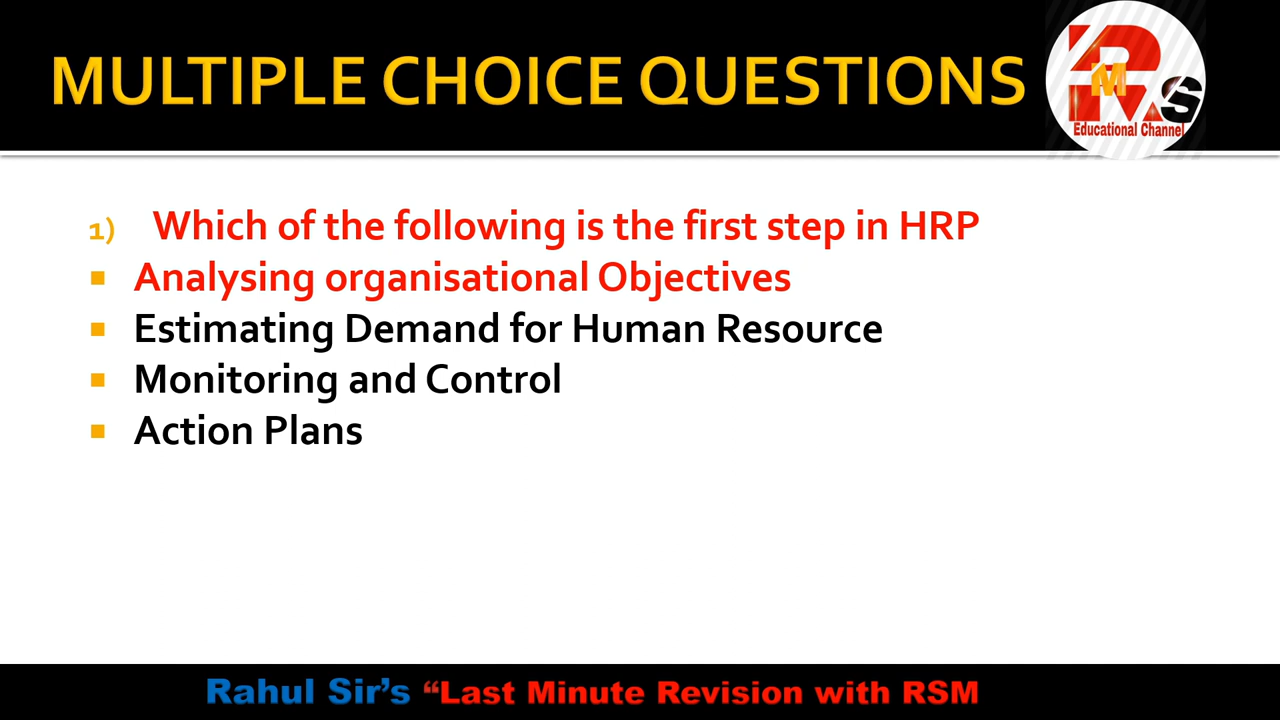 MULTIPLE CHOICE QUESTIONS
RMS
Educational Channel
1) Which of the following is the first step in HRP
Analysing organisational Objectives
Estimating Demand for Human Resource
Monitoring and Control
Action Plans
Rahul Sir’s “Last Minute Revision with RSM